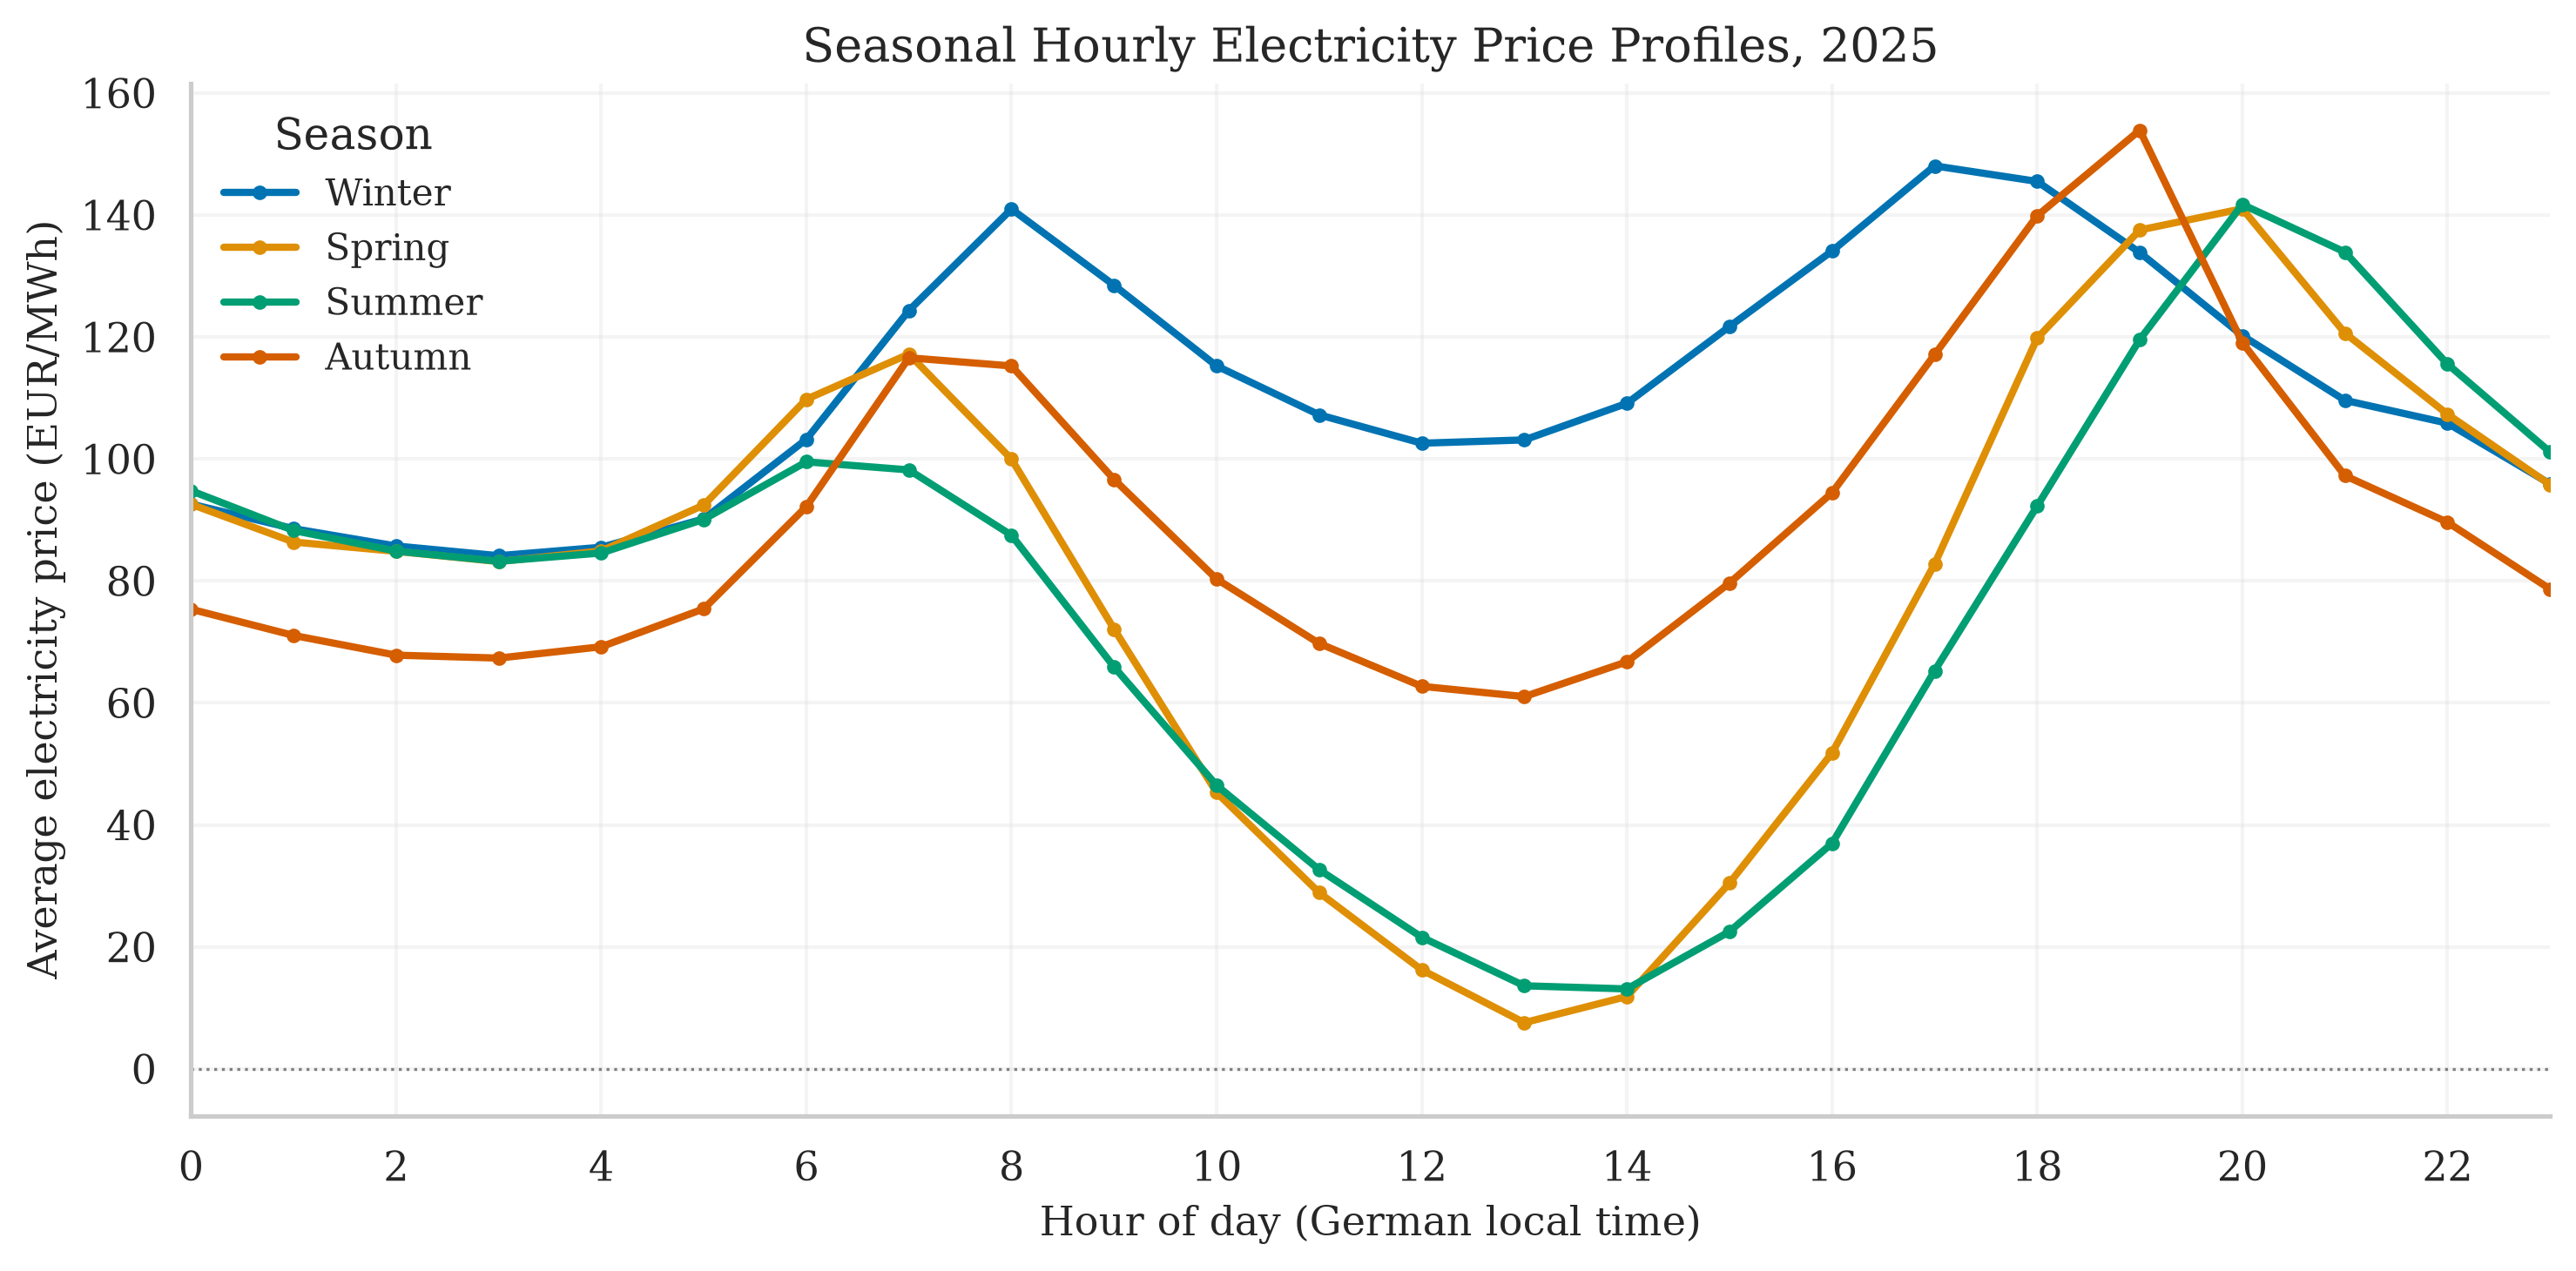 Seasonal Hourly Electricity Price Profiles, 2025
Average electricity price (EUR/MWh)
160
140
120
100
80
60
40
20
0
Season
Winter
Spring
Summer
Autumn
0 2 4 6 8 10 12 14 16 18 20 22
Hour of day (German local time)